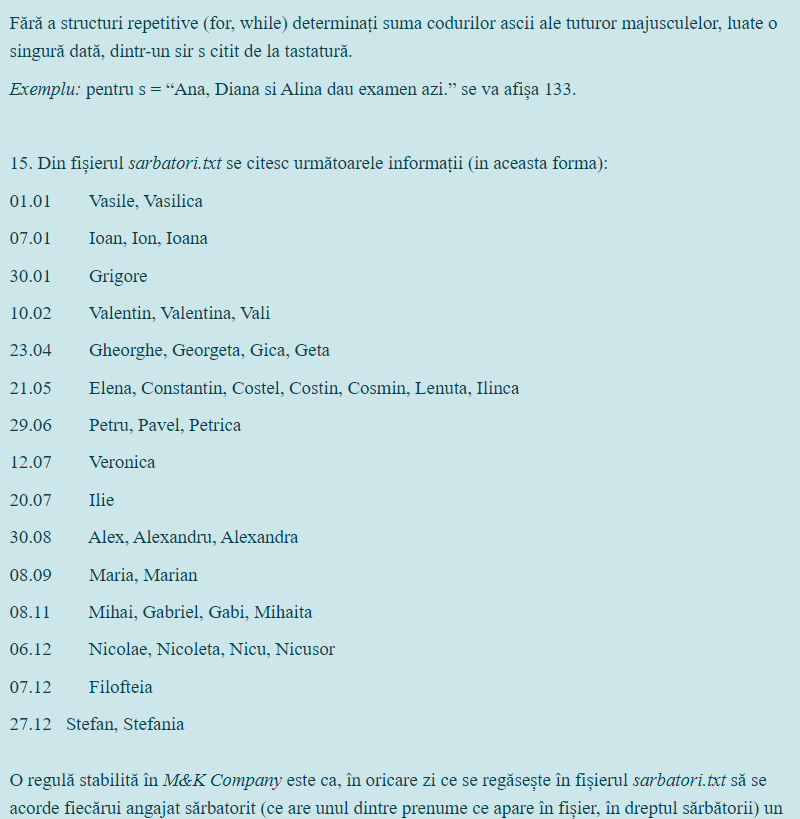 Fără a structuri repetitive (for, while) determinați suma codurilor ascii ale tuturor majusculelor, luate o
singură dată, dintr-un sir s citit de la tastatură.
Exemplu: pentru s = “Ana, Diana si Alina dau examen azi.” se va afișa 133.
15. Din fișierul sarbatori.txt se citesc următoarele informații (in aceasta forma):
01.01 Vasile, Vasilica
07.01 Ioan, Ion, Ioana
30.01 Grigore
10.02 Valentin, Valentina, Vali
23.04 Gheorghe, Georgeta, Gica, Geta
21.05 Elena, Constantin, Costel, Costin, Cosmin, Lenuta, Ilinca
29.06 Petru, Pavel, Petrica
12.07 Veronica
20.07 Ilie
30.08 Alex, Alexandru, Alexandra
08.09 Maria, Marian
08.11 Mihai, Gabriel, Gabi, Mihaita
06.12 Nicolae, Nicoleta, Nicu, Nicusor
07.12 Filofteia
27.12 Stefan, Stefania
O regulă stabilită în M&K Company este ca, în oricare zi ce se regăsește în fișierul sarbatori.txt să se
acorde fiecărui angajat sărbatorit (ce are unul dintre prenume ce apare în fișier, în dreptul sărbătorii) un